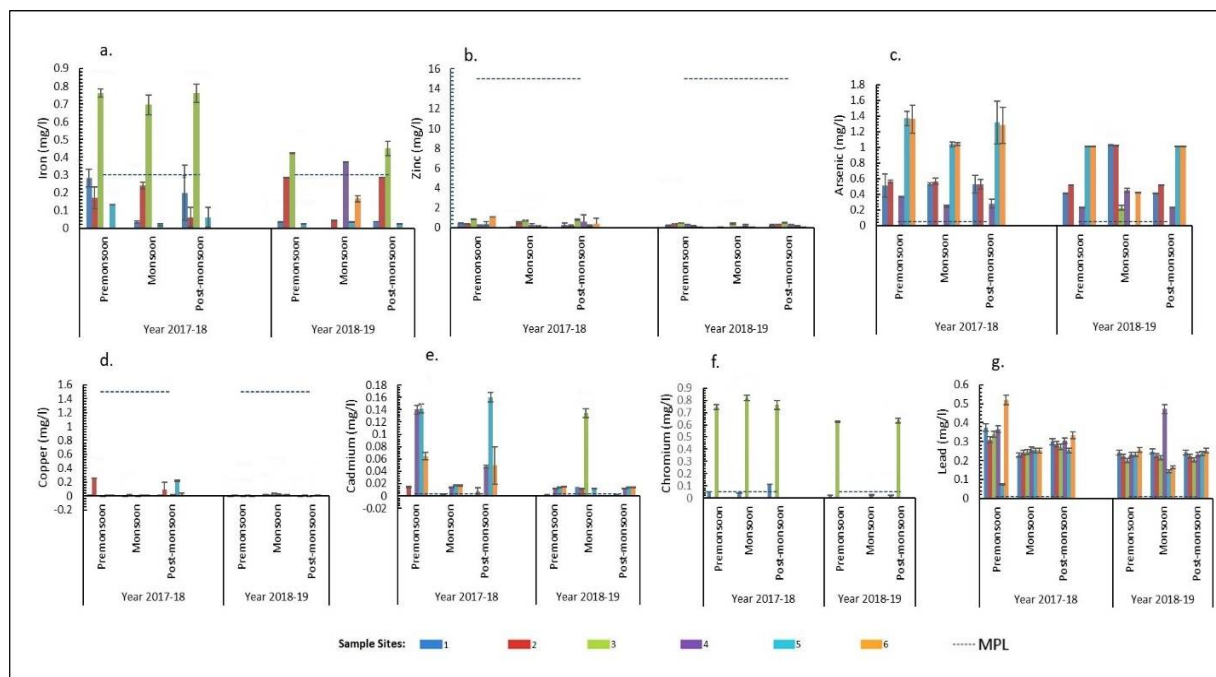 a.
Iron (mg/l)
0.9
0.8
0.7
0.6
0.5
0.4
0.3
0.2
0.1
0
Premonsoon
Monsoon
Post-monsoon
Premonsoon
Monsoon
Post-monsoon
Year 2017-18
Year 2018-19
b.
Zinc (mg/l)
16
14
12
10
8
6
4
2
0
Premonsoon
Monsoon
Post-monsoon
Premonsoon
Monsoon
Post-monsoon
Year 2017-18
Year 2018-19
c.
Arsenic (mg/l)
1.8
1.6
1.4
1.2
1
0.8
0.6
0.4
0.2
0
Premonsoon
Monsoon
Post-monsoon
Premonsoon
Monsoon
Post-monsoon
Year 2017-18
Year 2018-19
d.
Copper (mg/l)
1.6
1.4
1.2
1
0.8
0.6
0.4
0.2
0
-0.2
Premonsoon
Monsoon
Post-monsoon
Premonsoon
Monsoon
Post-monsoon
Year 2017-18
Year 2018-19
e.
Cadmium (mg/l)
0.18
0.16
0.14
0.12
0.1
0.08
0.06
0.04
0.02
0
-0.02
Premonsoon
Monsoon
Post-monsoon
Premonsoon
Monsoon
Post-monsoon
Year 2017-18
Year 2018-19
f.
Chromium (mg/l)
0.9
0.8
0.7
0.6
0.5
0.4
0.3
0.2
0.1
0
Premonsoon
Monsoon
Post-monsoon
Premonsoon
Monsoon
Post-monsoon
Year 2017-18
Year 2018-19
g.
Lead (mg/l)
0.6
0.5
0.4
0.3
0.2
0.1
0
Premonsoon
Monsoon
Post-monsoon
Premonsoon
Monsoon
Post-monsoon
Year 2017-18
Year 2018-19
Sample Sites: 1 2 3 4 5 6 MPL